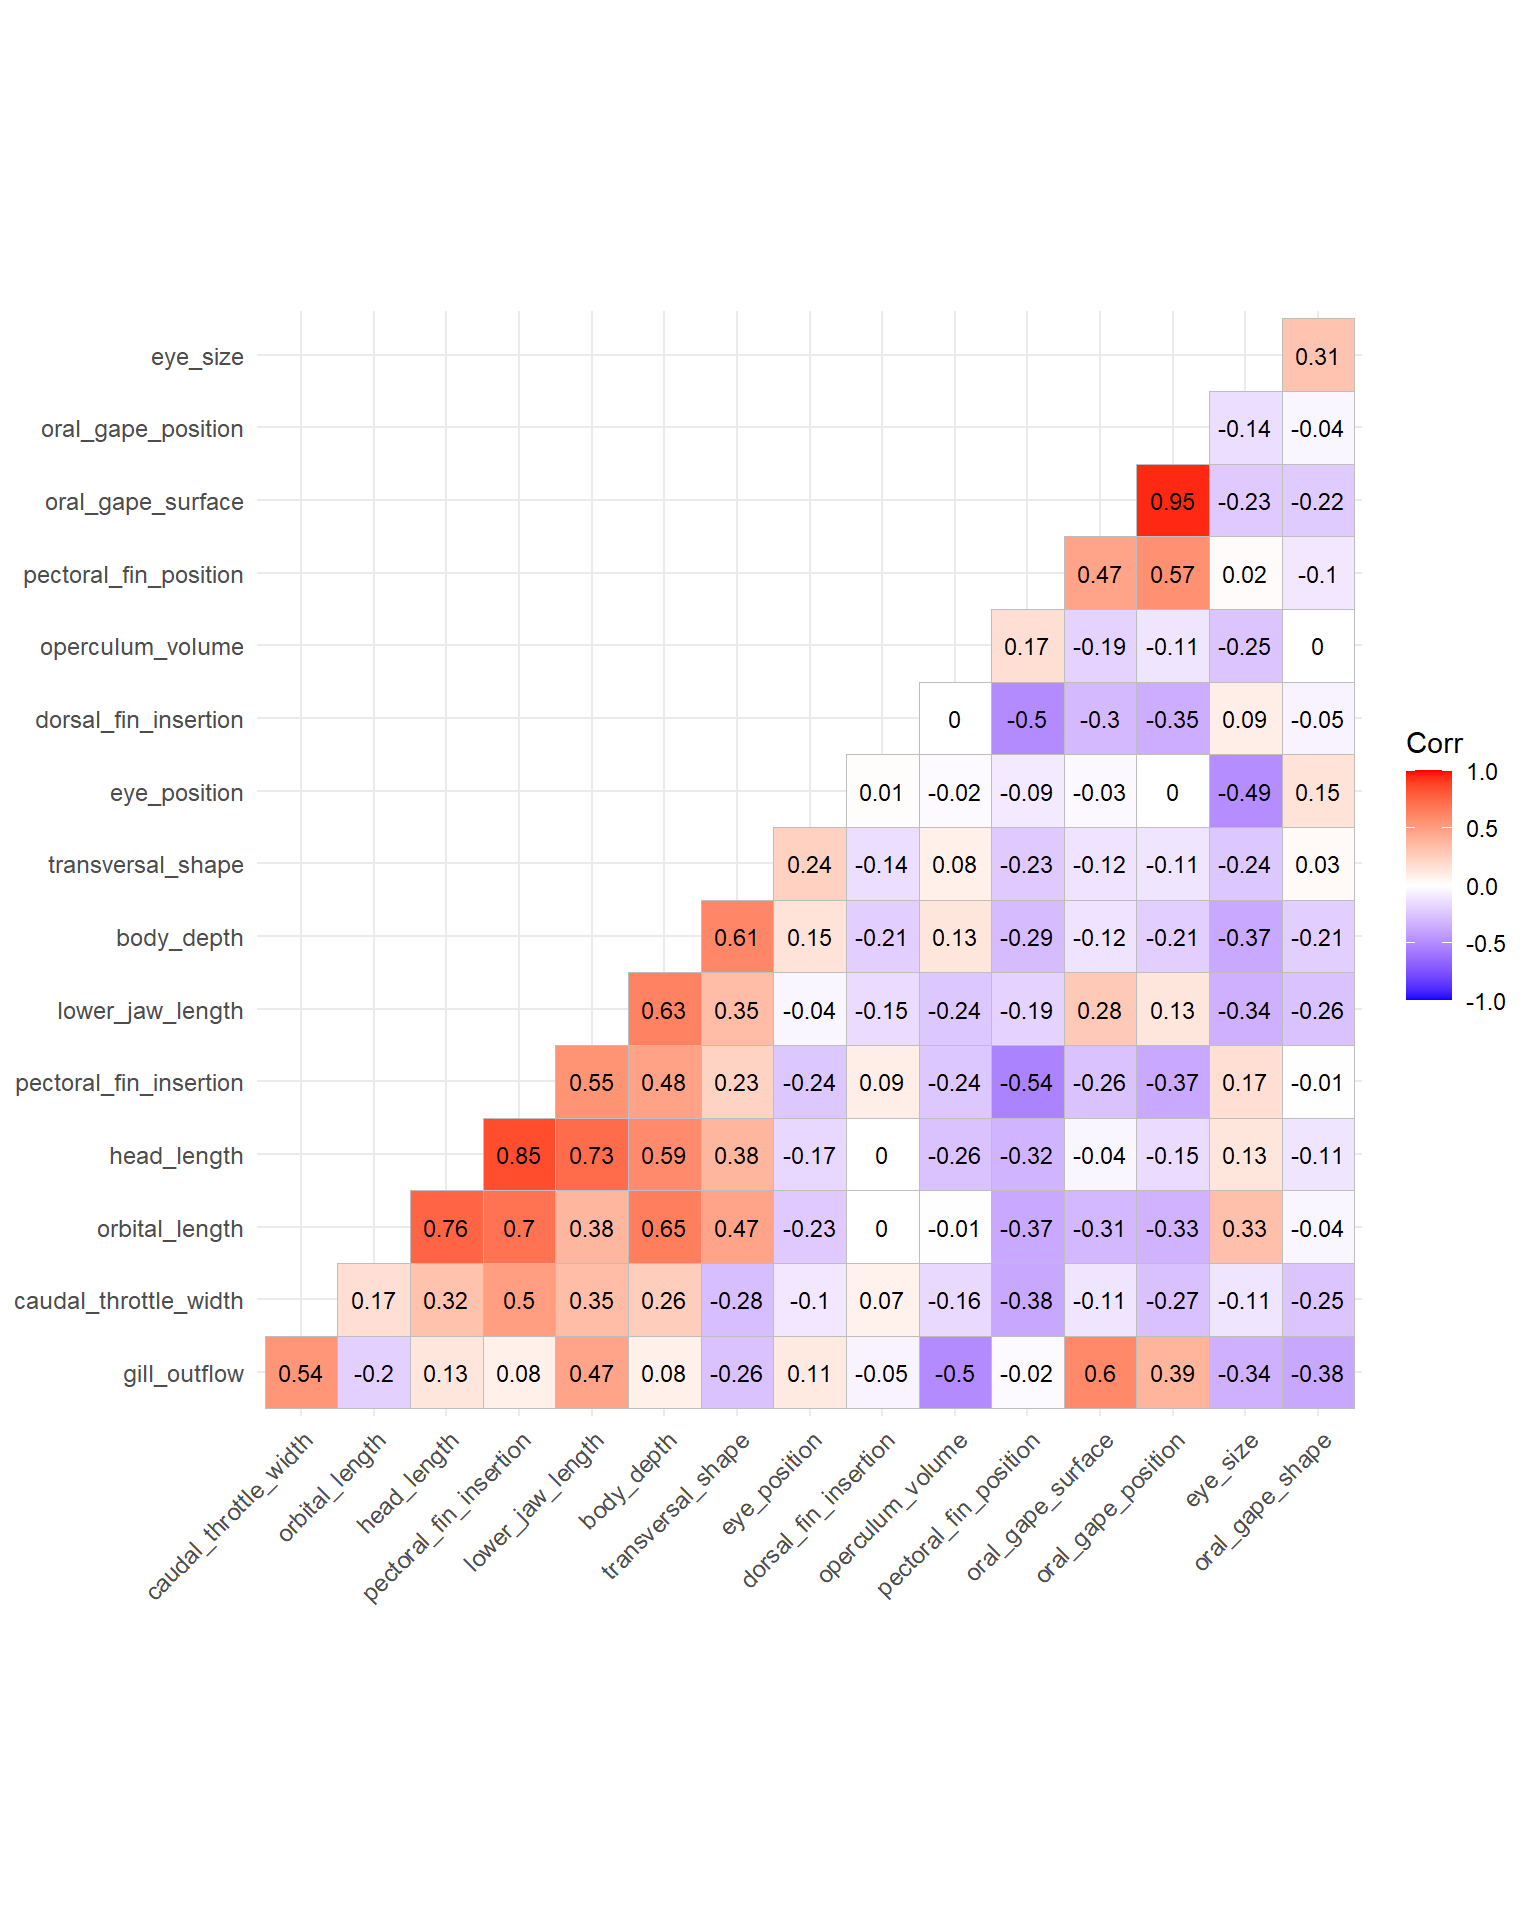 eye_size 0.31
oral_gape_position -0.14 -0.04
oral_gape_surface 0.95 -0.23 -0.22
pectoral_fin_position 0.47 0.57 0.02 -0.1
operculum_volume 0.17 -0.19 -0.11 -0.25 0
dorsal_fin_insertion 0 -0.5 -0.3 -0.35 0.09 -0.05
eye_position 0.01 -0.02 -0.09 -0.03 0 -0.49 0.15
transversal_shape 0.24 -0.14 0.08 -0.23 -0.12 -0.11 -0.24 0.03
body_depth 0.61 0.15 -0.21 0.13 -0.29 -0.12 -0.21 -0.37 -0.21
lower_jaw_length 0.63 0.35 -0.04 -0.15 -0.24 -0.19 0.28 0.13 -0.34 -0.26
pectoral_fin_insertion 0.55 0.48 0.23 -0.24 0.09 -0.24 -0.54 -0.26 -0.37 0.17 -0.01
head_length 0.85 0.73 0.59 0.38 -0.17 0 -0.26 -0.32 -0.04 -0.15 0.13 -0.11
orbital_length 0.76 0.7 0.38 0.65 0.47 -0.23 0 -0.01 -0.37 -0.31 -0.33 0.33 -0.04
caudal_throttle_width 0.17 0.32 0.5 0.35 0.26 -0.28 -0.1 0.07 -0.16 -0.38 -0.11 -0.27 -0.11 -0.25
gill_outflow 0.54 -0.2 0.13 0.08 0.47 0.08 -0.26 0.11 -0.05 -0.5 -0.02 0.6 0.39 -0.34 -0.38
caudal_throttle_width
orbital_length
head_length
pectoral_fin_insertion
lower_jaw_length
body_depth
transversal_shape
eye_position
dorsal_fin_insertion
operculum_volume
pectoral_fin_position
oral_gape_surface
oral_gape_position
eye_size
oral_gape_shape
Corr
1.0
0.5
0.0
-0.5
-1.0